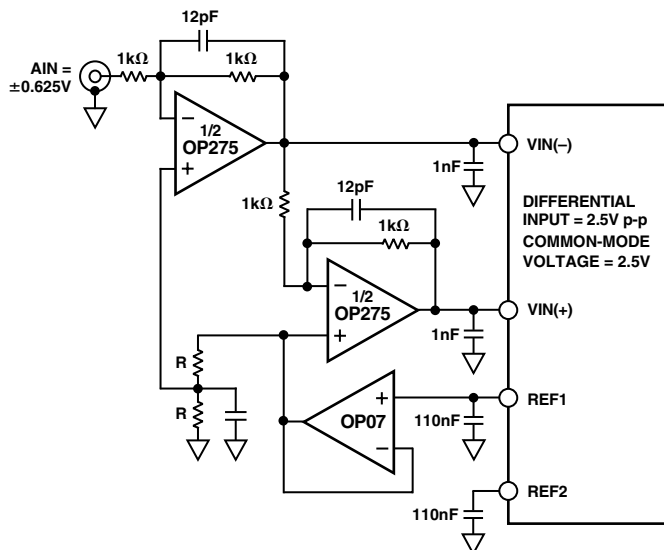 12pF
AIN =
±0.625V
1kΩ
1kΩ
1/2
OP275
VIN(–)
1nF
1kΩ
12pF
1kΩ
DIFFERENTIAL
INPUT = 2.5V p-p
COMMON-MODE
VOLTAGE = 2.5V
1/2
OP275
VIN(+)
1nF
R
R
OP07
REF1
110nF
REF2
110nF